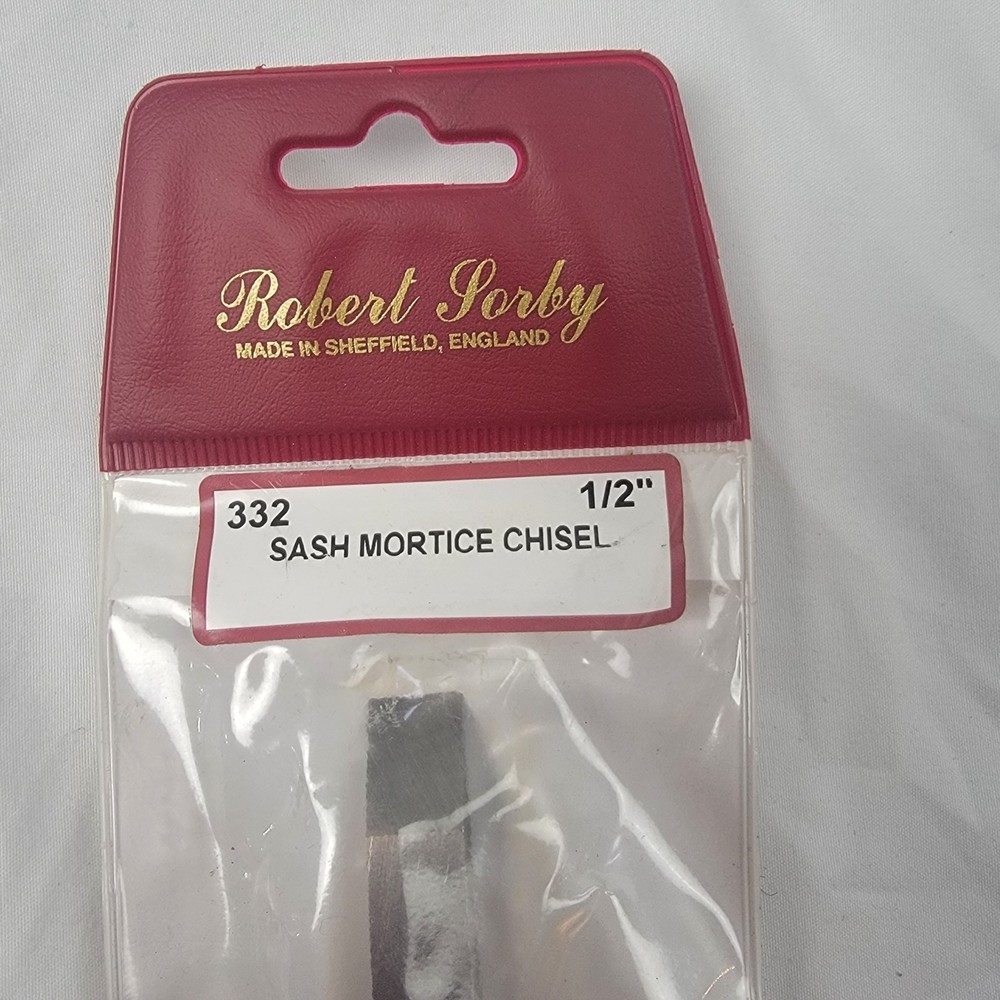 Robert Sorby
MADE IN SHEFFIELD, ENGLAND
332 1/2"
SASH MORTICE CHISEL